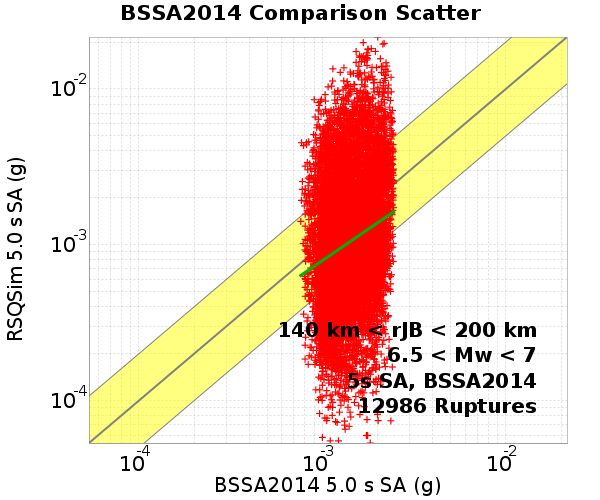 BSSA2014 Comparison Scatter
RSQSim 5.0 s SA (g)
10^-2
10^-3
10^-4
140 km < rJB < 200 km
6.5 < Mw < 7
5s SA, BSSA2014
12986 Ruptures
10^-4
10^-3
10^-2
BSSA2014 5.0 s SA (g)